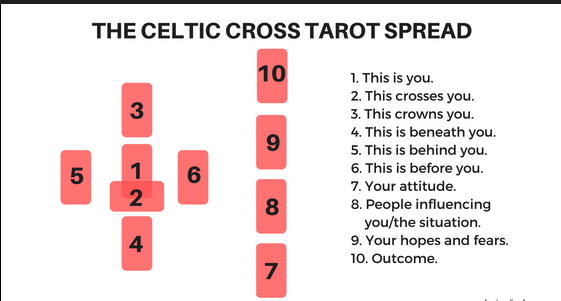 THE CELTIC CROSS TAROT SPREAD
10
3
9
1
5
6
2
8
4
7
1. This is you.
2. This crosses you.
3. This crowns you.
4. This is beneath you.
5. This is behind you.
6. This is before you.
7. Your attitude.
8. People influencing
you/the situation.
9. Your hopes and fears.
10. Outcome.